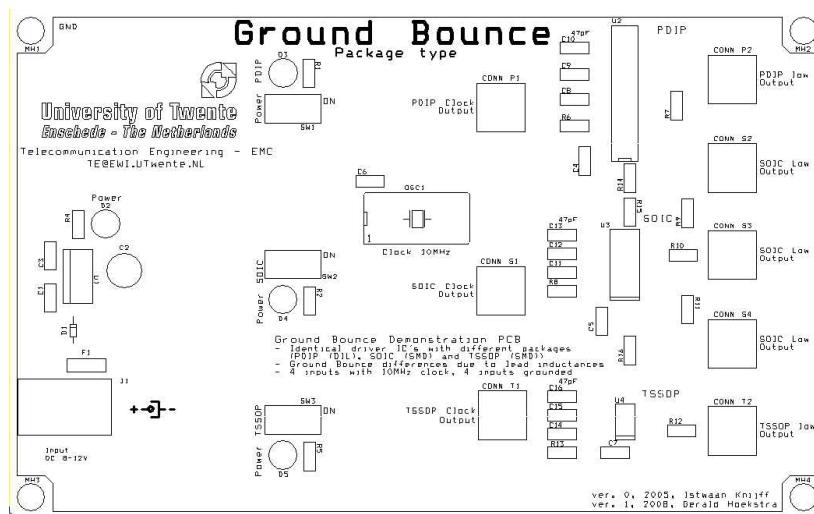 GND
MH1
Ground Bounce
Package type
University of Twente
Enschede - The Netherlands
Telecommunication Engineering - EMC
TE@EWI.UTwente.NL
PDIP
D3
R1
Power
ON
SW1
CONN P1
PDIP Clock
Output
47pF
C10
C9
C8
R6
C4
U2
PDIP
R14
R15
R7
CONN P2
PDIP low
Output
MH2
CONN S2
SOIC Low
Output
R9
CONN S3
SOIC Low
Output
R10
R11
CONN S4
SOIC Low
Output
C6
OSC1
1
Clock 10MHz
Power
D2
R4
C3
C2
U1
C1
D1
F1
J1
Input
DC 8-12V
SOIC
ON
SW2
Power
D4
R2
CONN S1
SOIC Clock
Output
47pF
C13
C12
C11
R8
U3
SOIC
C5
R16
Ground Bounce Demonstration PCB
- Identical driver IC's with different packages
(PDIP (DIL), SOIC (SMD) and TSSOP (SMD))
- Ground Bounce differences due to lead inductances
- 4 inputs with 10MHz clock, 4 inputs grounded
SW3
TSSOP
ON
Power
D5
R5
CONN T1
TSSOP Clock
Output
47pF
C16
C15
C14
R13
U4
TSSOP
C7
R12
CONN T2
TSSOP low
Output
MH3
MH4
ver. 0, 2005, Istwaan Knijff
ver. 1, 2008, Gerald Hoekstra